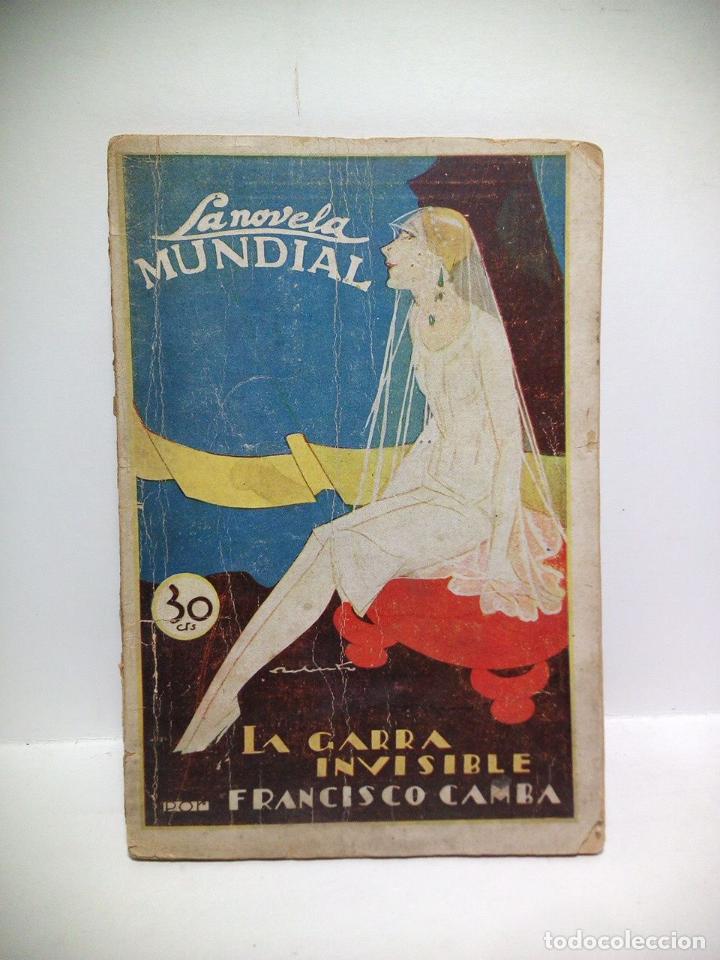 La novela
MUNDIAL
30
cts
LA GARRA
INVISIBLE
por FRANCISCO CAMBA
todocoleccion